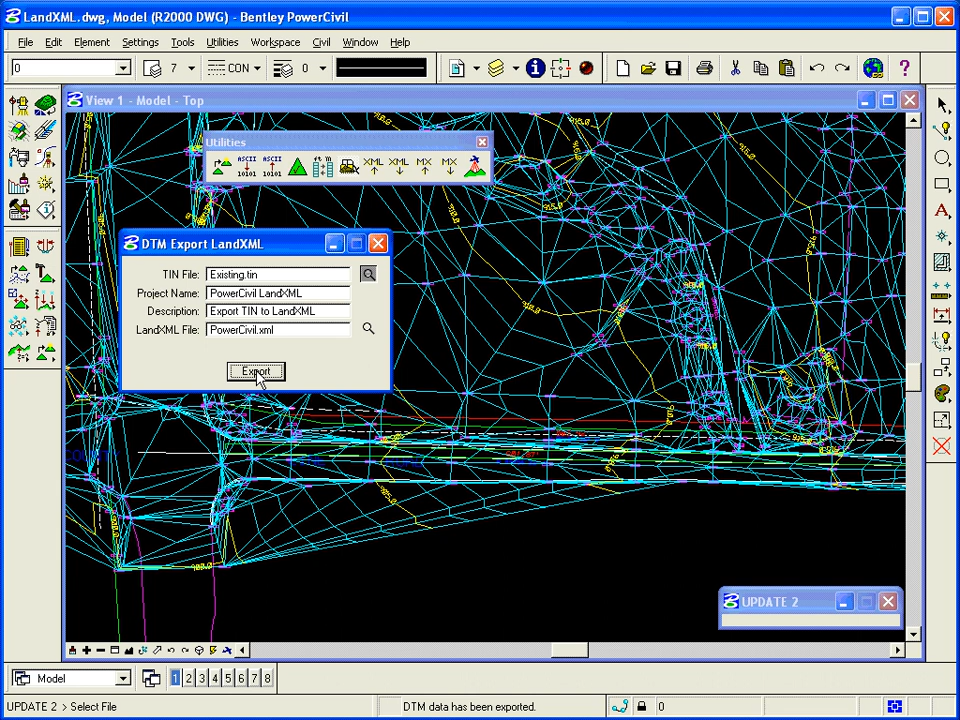 LandXML.dwg, Model (R2000 DWG) - Bentley PowerCivil
File Edit Element Settings Tools Utilities Workspace Civil Window Help
0 7 CON 0
View 1 - Model - Top
Utilities
ASCII ASCII ft m XML XML MX MX
10101 10101
DTM Export LandXML
TIN File: Existing.tin
Project Name: PowerCivil LandXML
Description: Export TIN to LandXML
LandXML File: PowerCivil.xml
Export
UPDATE 2
Model 1 2 3 4 5 6 7 8
UPDATE 2 > Select File DTM data has been exported. 0